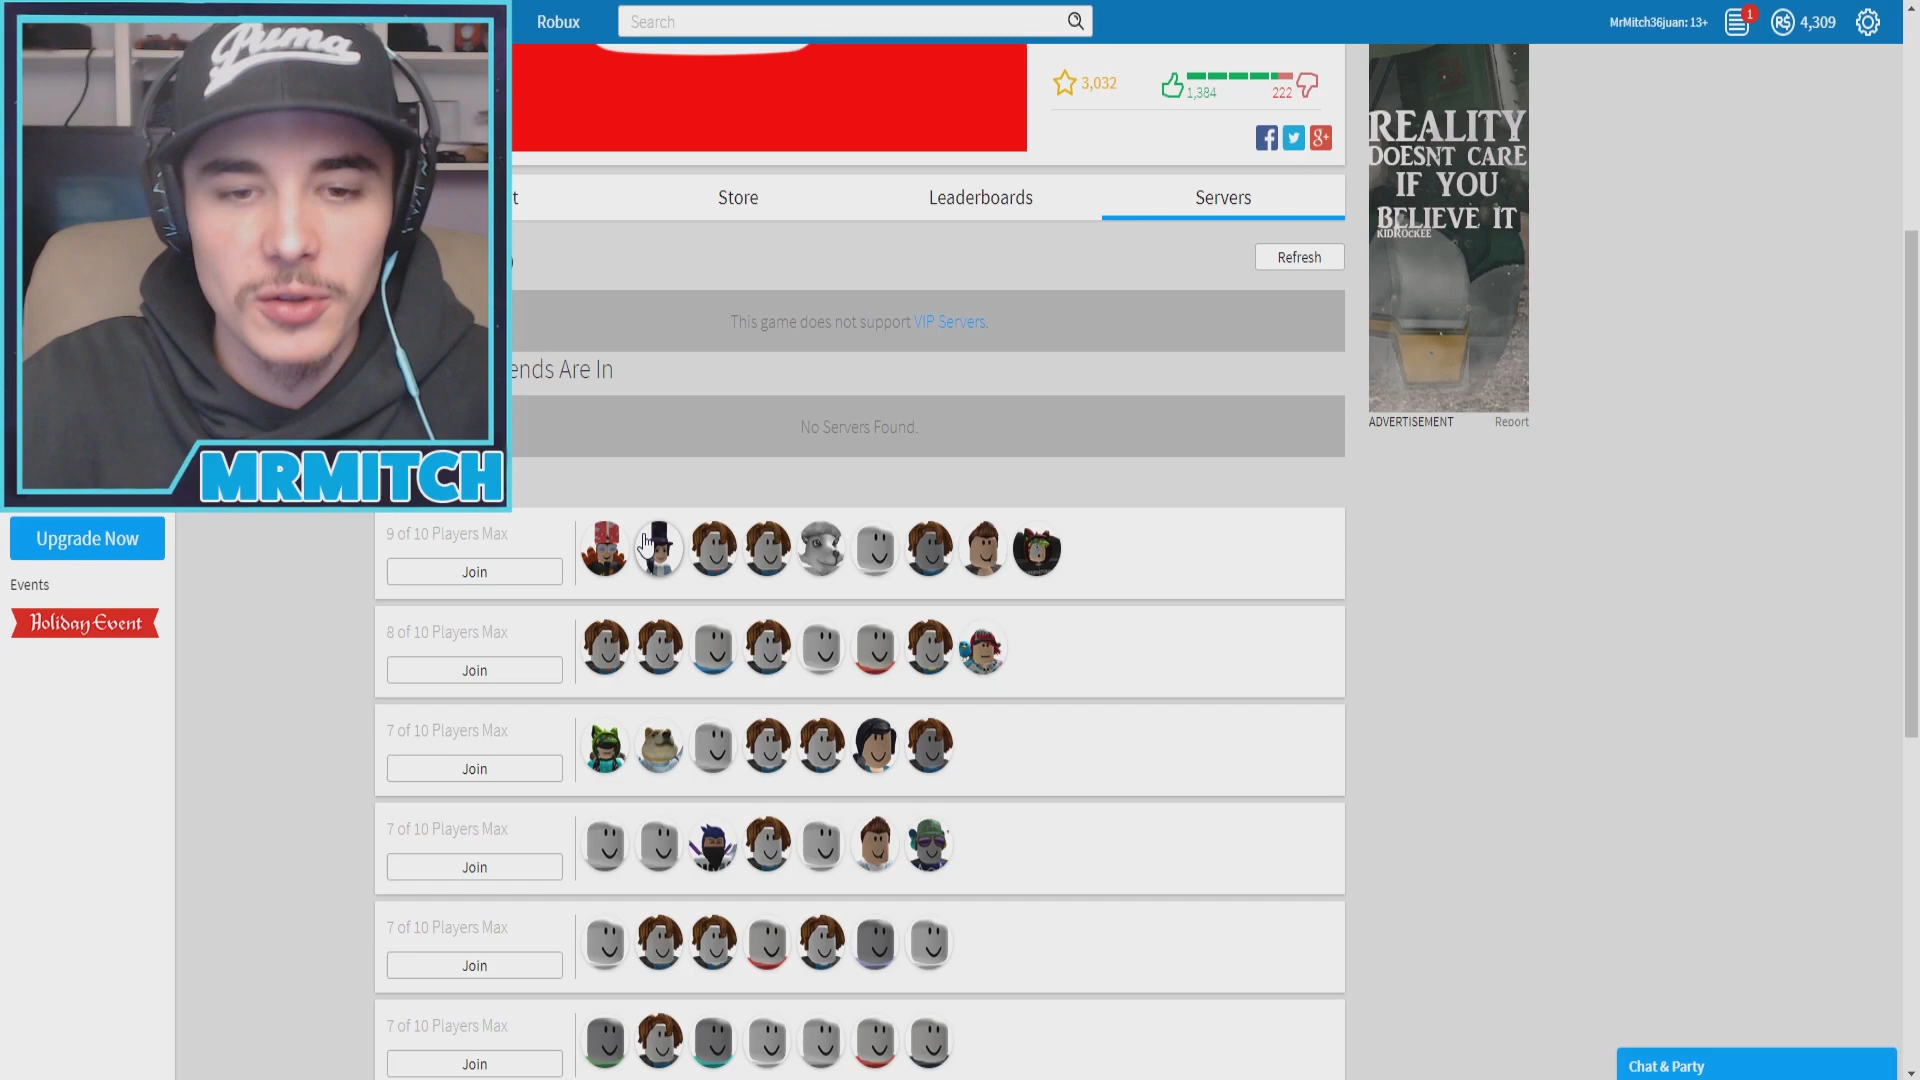 Puma
MRMITCH
Robux
Search
MrMitch36juan: 13+
1
R$ 4,309
3,032
1,384
222
t
Store
Leaderboards
Servers
Refresh
This game does not support VIP Servers.
ends Are In
No Servers Found.
REALITY
DOESNT CARE
IF YOU
BELIEVE IT
KIDROCKEE
ADVERTISEMENT
Report
Upgrade Now
Events
Holiday Event
9 of 10 Players Max
Join
8 of 10 Players Max
Join
7 of 10 Players Max
Join
7 of 10 Players Max
Join
7 of 10 Players Max
Join
7 of 10 Players Max
Join
Chat & Party